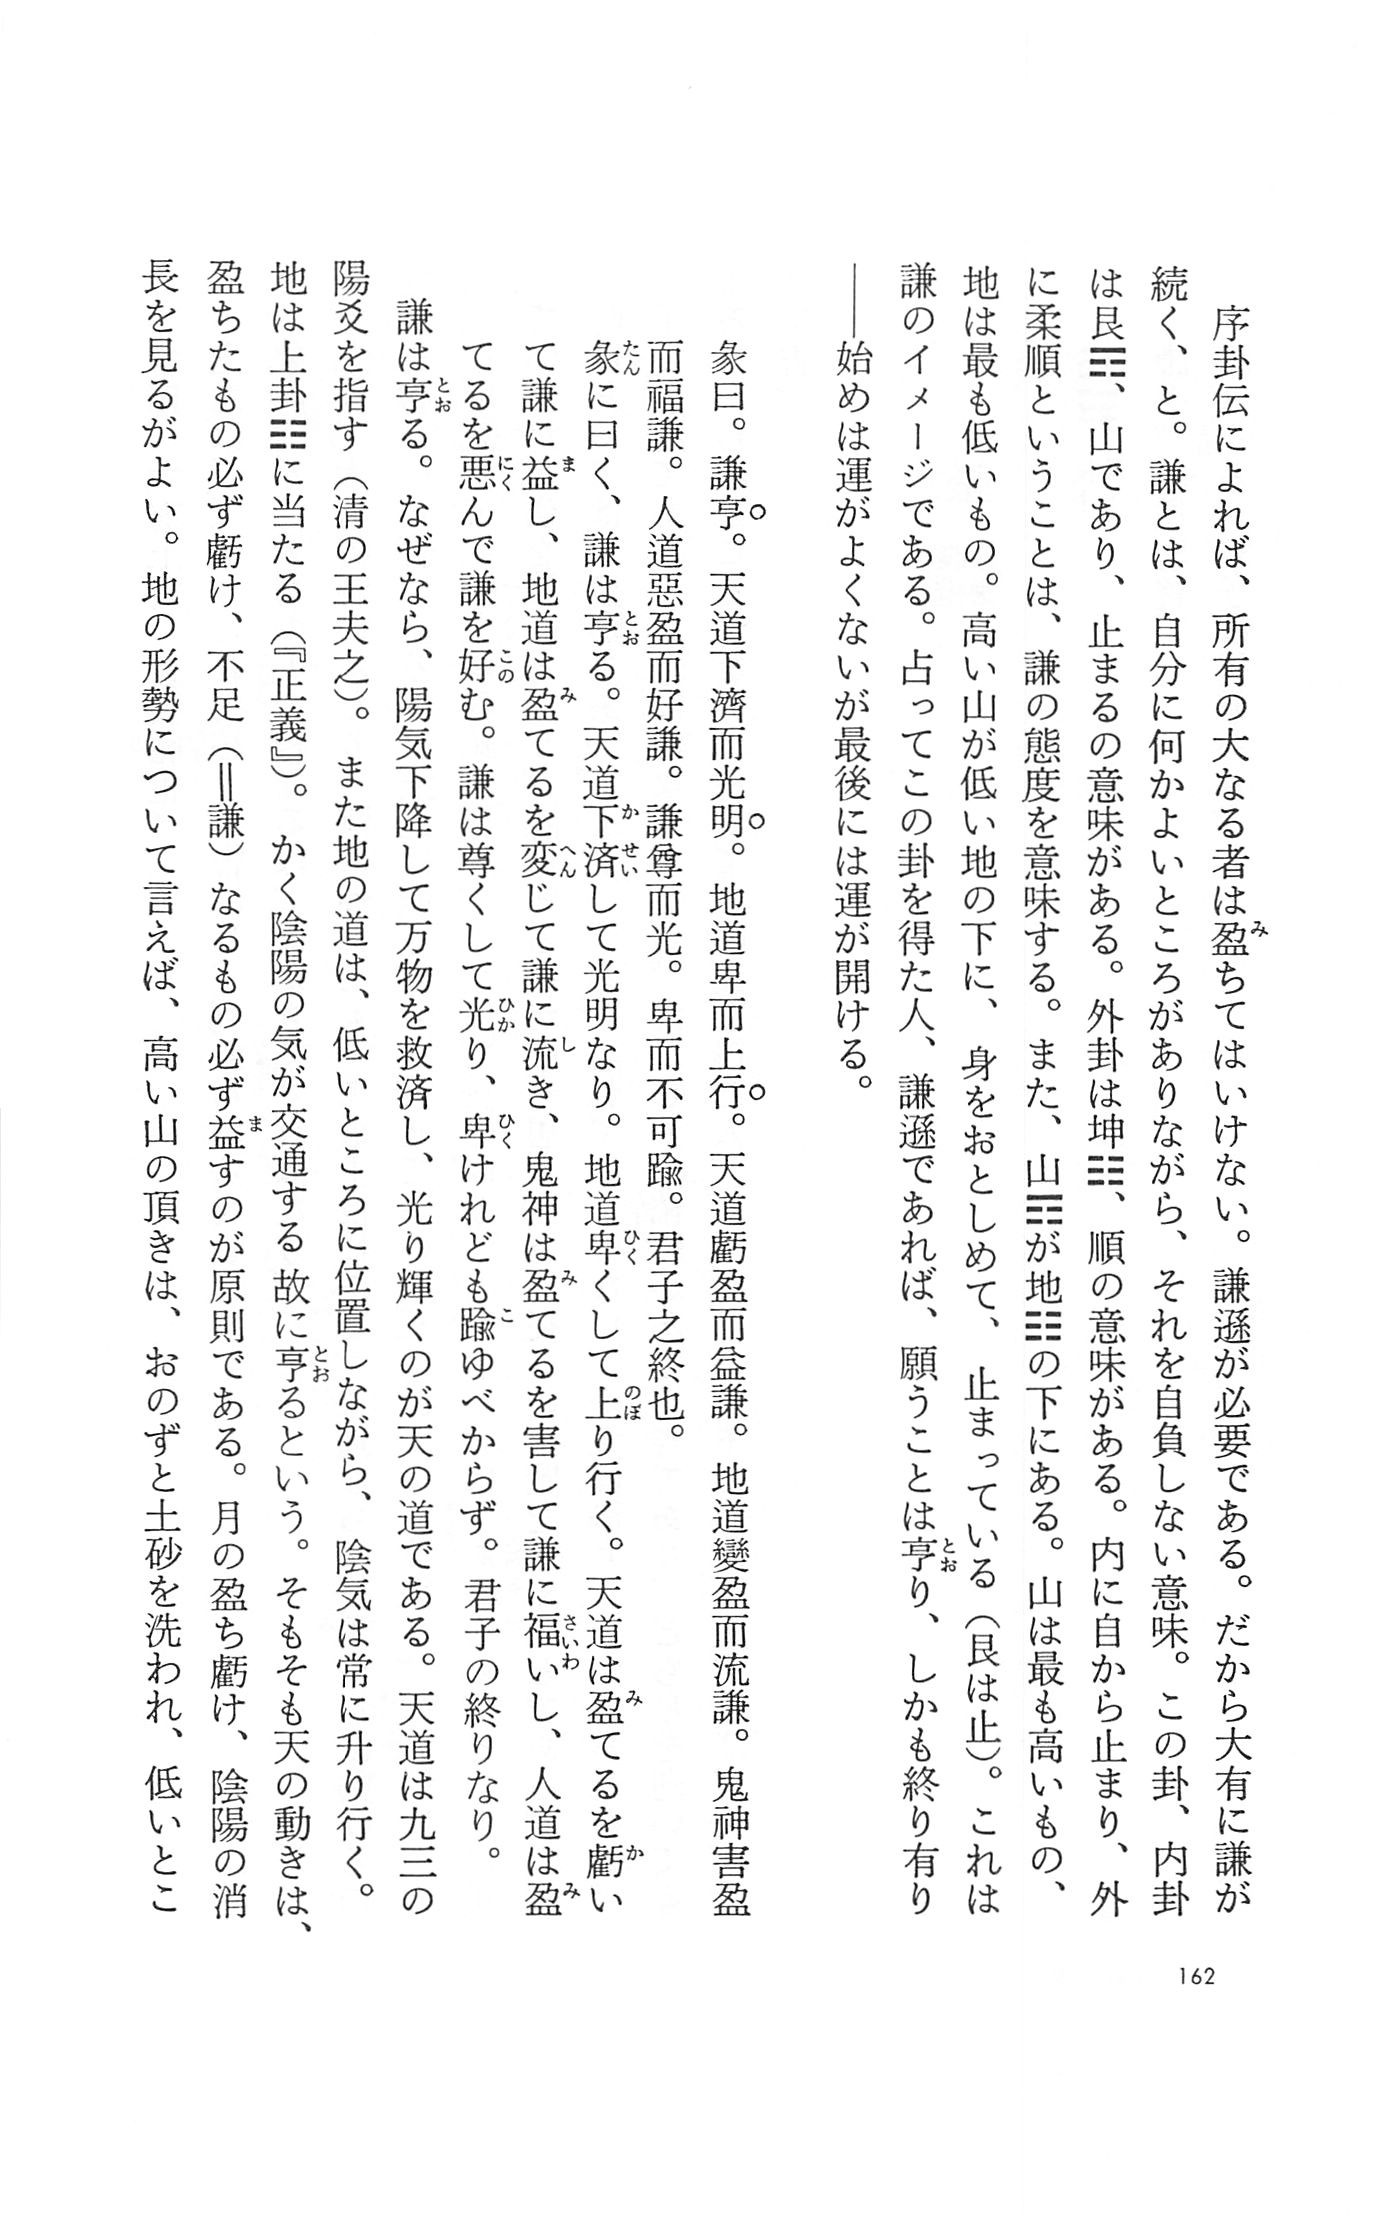 序卦伝によれば、所有の大なる者は盈ちてはいけない。謙遜が必要である。だから大有に謙が
続く、と。謙とは、自分に何かよいところがありながら、それを自負しない意味。この卦、内卦
は艮☶、山であり、止まるの意味がある。外卦は坤☷、順の意味がある。内に自から止まり、外
に柔順ということは、謙の態度を意味する。また、山☶が地☷の下にある。山は最も高いもの、
地は最も低いもの。高い山が低い地の下に、身をおとしめて、止まっている（艮は止）。これは
謙のイメージである。占ってこの卦を得た人、謙遜であれば、願うことは亨り、しかも終り有り
――始めは運がよくないが最後には運が開ける。
彖曰。謙亨。天道下濟而光明。地道卑而上行。天道虧盈而益謙。地道變盈而流謙。鬼神害盈
而福謙。人道惡盈而好謙。謙尊而光。卑而不可踰。君子之終也。
彖に曰く、謙は亨る。天道下済して光明なり。地道卑くして上り行く。天道は盈てるを虧い
て謙に益し、地道は盈てるを変じて謙に流き、鬼神は盈てるを害して謙に福いし、人道は盈
てるを悪んで謙を好む。謙は尊くして光り、卑けれども踰ゆべからず。君子の終りなり。
謙は亨る。なぜなら、陽気下降して万物を救済し、光り輝くのが天の道である。天道は九三の
陽爻を指す（清の王夫之）。また地の道は、低いところに位置しながら、陰気は常に升り行く。
地は上卦☷に当たる（『正義』）。かく陰陽の気が交通する故に亨るという。そもそも天の動きは、
盈ちたもの必ず虧け、不足（＝謙）なるもの必ず益すのが原則である。月の盈ち虧け、陰陽の消
長を見るがよい。地の形勢について言えば、高い山の頂きは、おのずと土砂を洗われ、低いとこ
162